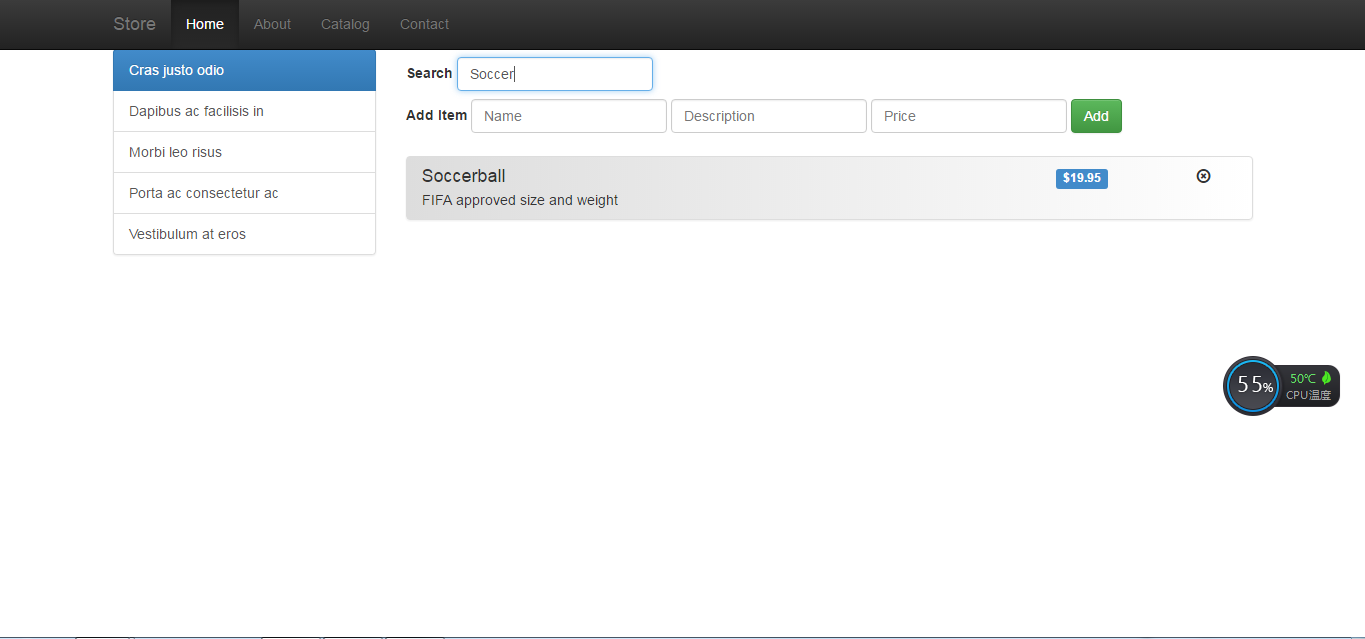 Store Home About Catalog Contact
Cras justo odio
Dapibus ac facilisis in
Morbi leo risus
Porta ac consectetur ac
Vestibulum at eros
Search Soccer
Add Item Name Description Price Add
Soccerball $19.95
FIFA approved size and weight
55% 50℃
CPU温度